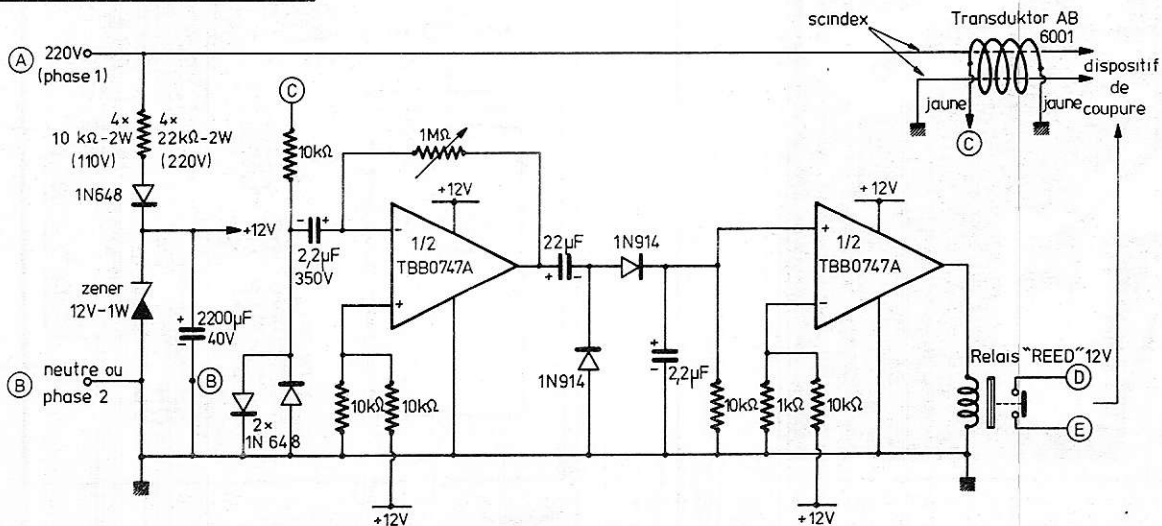 A 220V
(phase 1)
4x
10 kΩ-2W
(110V)
4x
22kΩ-2W
(220V)
1N648
+12V
zener
12V-1W
2200µF
40V
+
-
B
B neutre ou
phase 2
C
10kΩ
- +
2,2µF
350V
2x
1N 648
1MΩ
+12V
-
1/2
TBB0747A
+
10kΩ
10kΩ
+12V
22µF
+ -
1N914
1N914
+
-
2,2µF
+12V
+
1/2
TBB0747A
-
10kΩ
1kΩ
10kΩ
+12V
scindex
Transduktor AB
6001
dispositif
de
coupure
jaune
jaune
C
Relais "REED" 12V
D
E